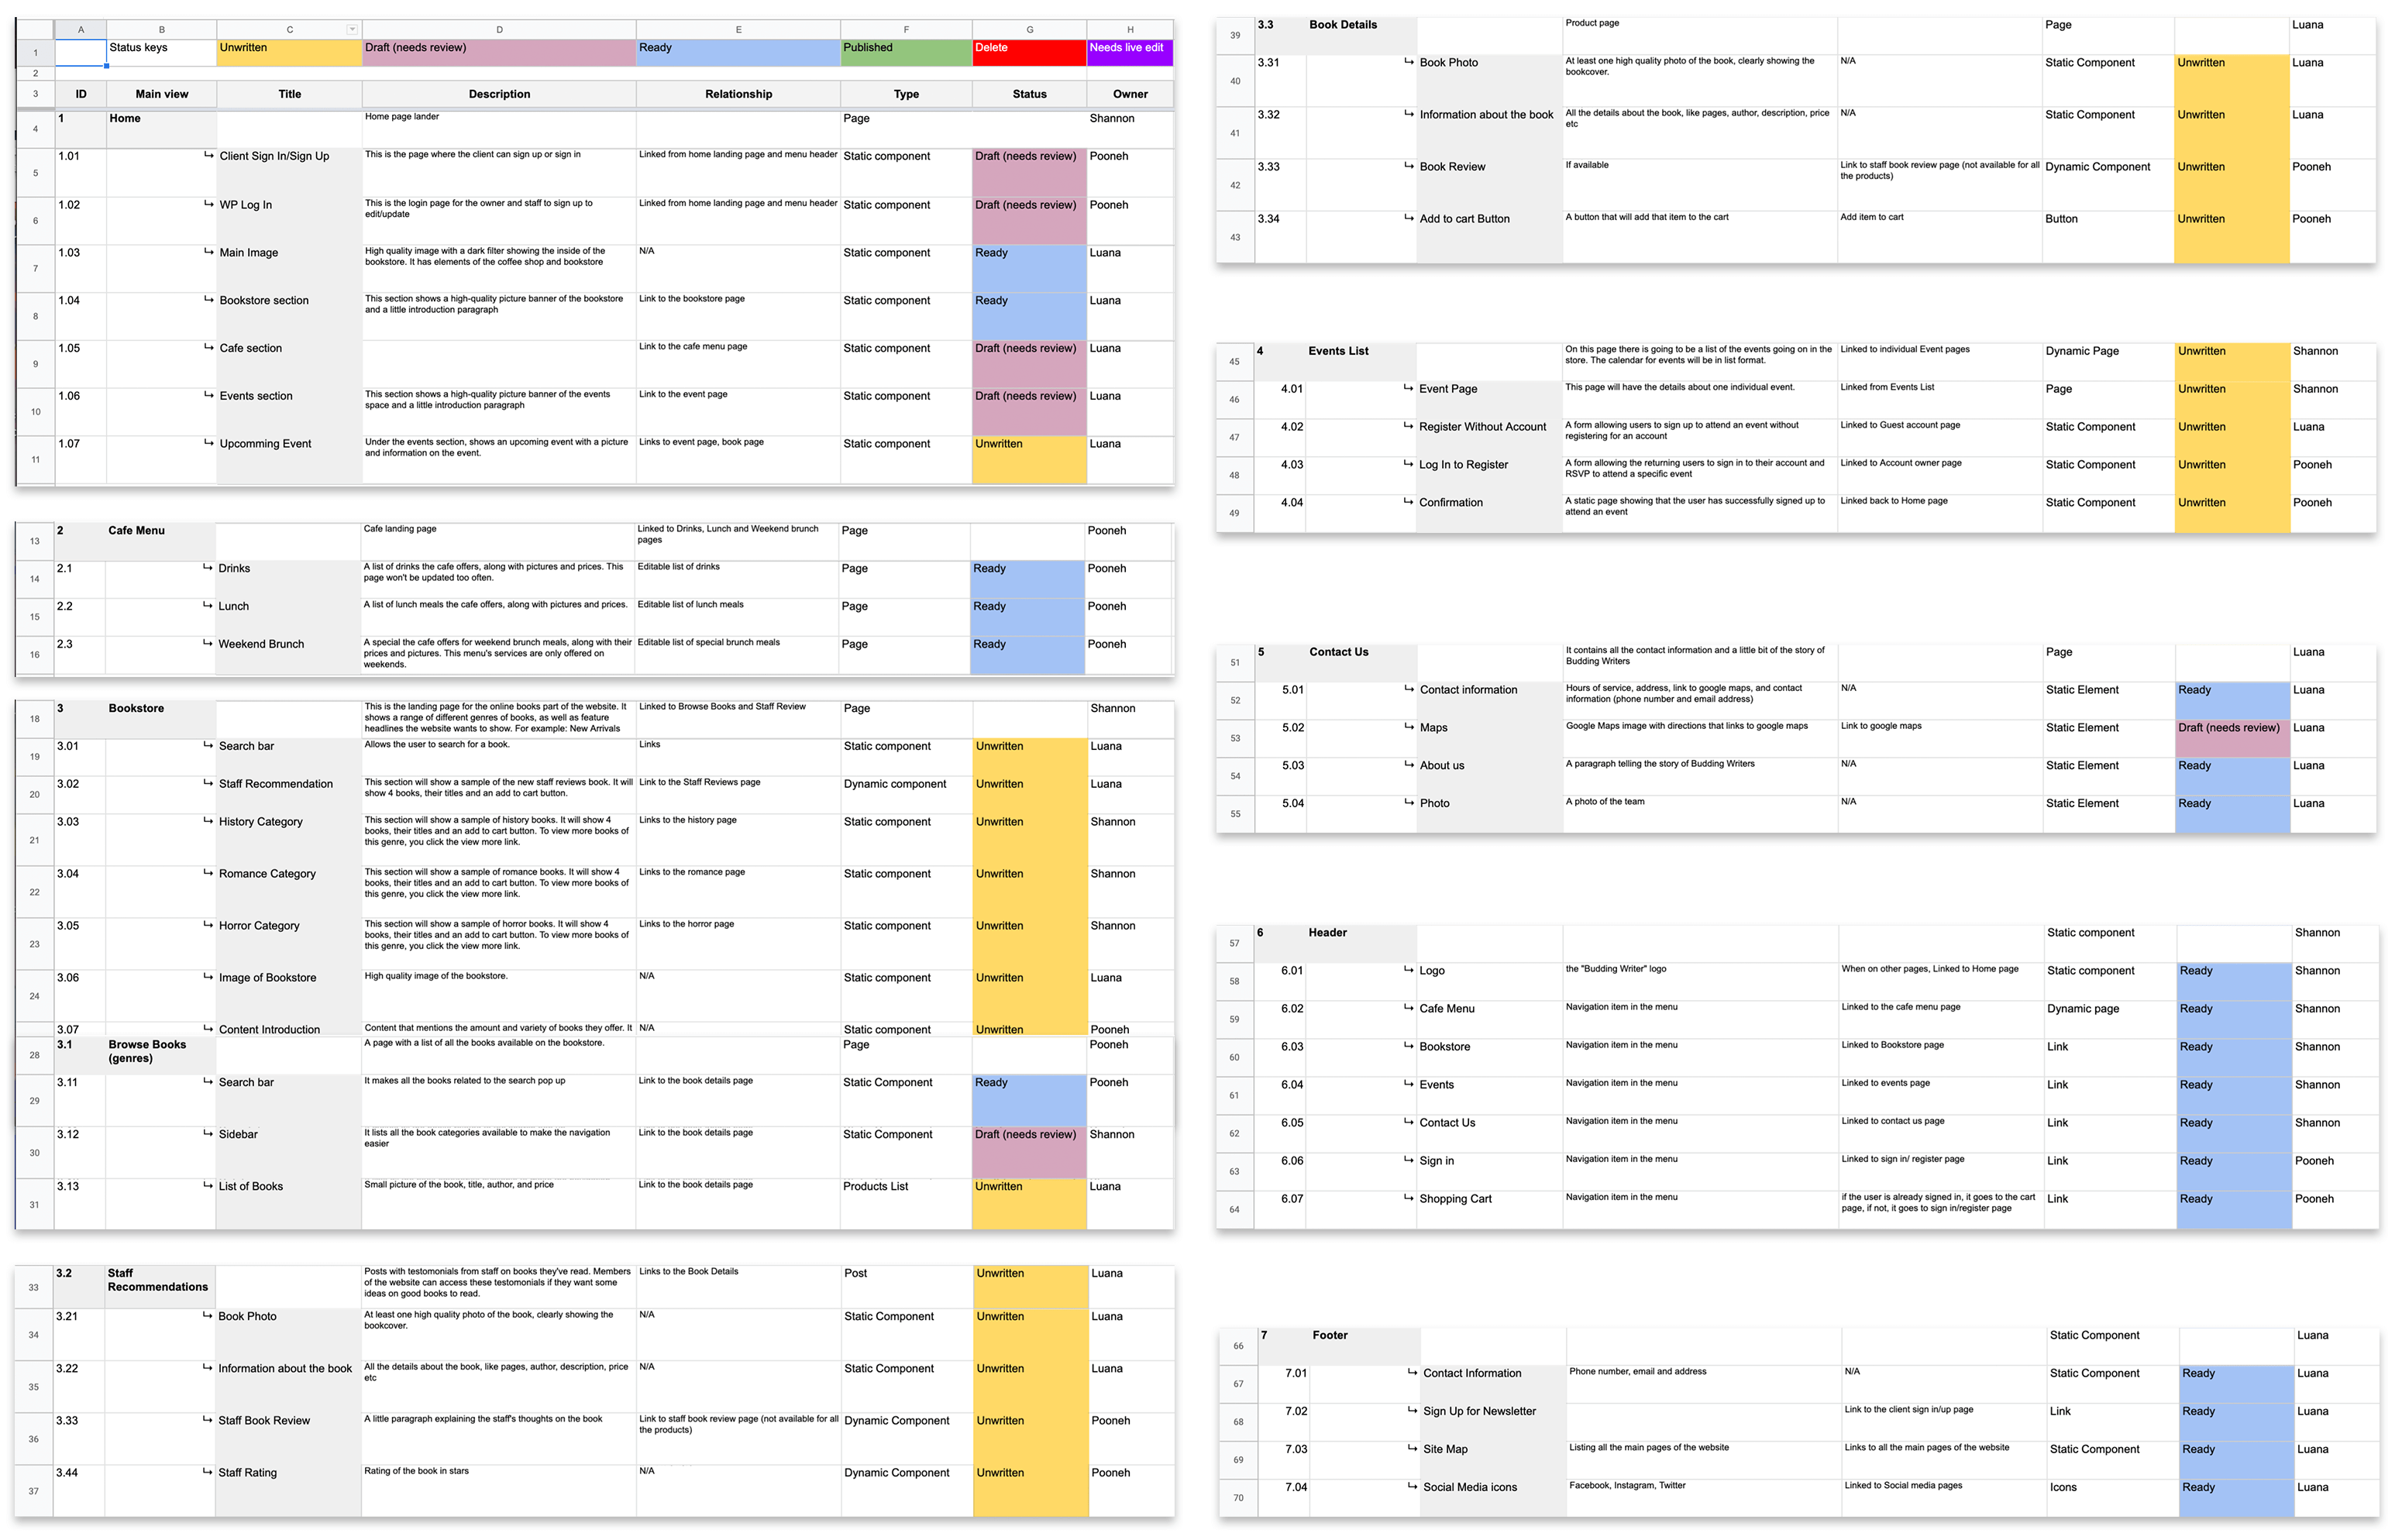 A B C D E F G H
1 Status keys Unwritten Draft (needs review) Ready Published Delete Needs live edit
2
3 ID Main view Title Description Relationship Type Status Owner
4 1 Home Home page lander Page Shannon
5 1.01 ↳ Client Sign In/Sign Up This is the page where the client can sign up or sign in Linked from home landing page and menu header Static component Draft (needs review) Pooneh
6 1.02 ↳ WP Log In This is the login page for the owner and staff to sign up to
edit/update Linked from home landing page and menu header Static component Draft (needs review) Pooneh
7 1.03 ↳ Main Image High quality image with a dark filter showing the inside of the
bookstore. It has elements of the coffee shop and bookstore N/A Static component Ready Luana
8 1.04 ↳ Bookstore section This section shows a high-quality picture banner of the bookstore
and a little introduction paragraph Link to the bookstore page Static component Ready Luana
9 1.05 ↳ Cafe section Link to the cafe menu page Static component Draft (needs review) Luana
10 1.06 ↳ Events section This section shows a high-quality picture banner of the events
space and a little introduction paragraph Link to the event page Static component Draft (needs review) Luana
11 1.07 ↳ Upcomming Event Under the events section, shows an upcoming event with a picture
and information on the event. Links to event page, book page Static component Unwritten Luana
13 2 Cafe Menu Cafe landing page Linked to Drinks, Lunch and Weekend brunch
pages Page Pooneh
14 2.1 ↳ Drinks A list of drinks the cafe offers, along with pictures and prices. This
page won't be updated too often. Editable list of drinks Page Ready Pooneh
15 2.2 ↳ Lunch A list of lunch meals the cafe offers, along with pictures and prices. Editable list of lunch meals Page Ready Pooneh
16 2.3 ↳ Weekend Brunch A special the cafe offers for weekend brunch meals, along with their
prices and pictures. This menu's services are only offered on
weekends. Editable list of special brunch meals Page Ready Pooneh
18 3 Bookstore This is the landing page for the online books part of the website. It
shows a range of different genres of books, as well as feature
headlines the website wants to show. For example: New Arrivals Linked to Browse Books and Staff Review Page Shannon
19 3.01 ↳ Search bar Allows the user to search for a book. Links Static component Unwritten Luana
20 3.02 ↳ Staff Recommendation This section will show a sample of the new staff reviews book. It will
show 4 books, their titles and an add to cart button. Link to the Staff Reviews page Dynamic component Unwritten Luana
21 3.03 ↳ History Category This section will show a sample of history books. It will show 4
books, their titles and an add to cart button. To view more books of
this genre, you click the view more link. Links to the history page Static component Unwritten Shannon
22 3.04 ↳ Romance Category This section will show a sample of romance books. It will show 4
books, their titles and an add to cart button. To view more books of
this genre, you click the view more link. Links to the romance page Static component Unwritten Shannon
23 3.05 ↳ Horror Category This section will show a sample of horror books. It will show 4
books, their titles and an add to cart button. To view more books of
this genre, you click the view more link. Links to the horror page Static component Unwritten Shannon
24 3.06 ↳ Image of Bookstore High quality image of the bookstore. N/A Static component Unwritten Luana
3.07 ↳ Content Introduction Content that mentions the amount and variety of books they offer. It N/A Static component Unwritten Pooneh
28 3.1 Browse Books
(genres) A page with a list of all the books available on the bookstore. Page Pooneh
29 3.11 ↳ Search bar It makes all the books related to the search pop up Link to the book details page Static Component Ready Pooneh
30 3.12 ↳ Sidebar It lists all the book categories available to make the navigation
easier Link to the book details page Static Component Draft (needs review) Shannon
31 3.13 ↳ List of Books Small picture of the book, title, author, and price Link to the book details page Products List Unwritten Luana
33 3.2 Staff
Recommendations Posts with testomonials from staff on books they've read. Members
of the website can access these testimonials if they want some
ideas on good books to read. Links to the Book Details Post Unwritten Luana
34 3.21 ↳ Book Photo At least one high quality photo of the book, clearly showing the
bookcover. N/A Static Component Unwritten Luana
35 3.22 ↳ Information about the book All the details about the book, like pages, author, description, price
etc N/A Static Component Unwritten Luana
36 3.33 ↳ Staff Book Review A little paragraph explaining the staff's thoughts on the book Link to staff book review page (not available for all
the products) Dynamic Component Unwritten Pooneh
37 3.44 ↳ Staff Rating Rating of the book in stars N/A Dynamic Component Unwritten Pooneh
39 3.3 Book Details Product page Page Luana
40 3.31 ↳ Book Photo At least one high quality photo of the book, clearly showing the
bookcover. N/A Static Component Unwritten Luana
41 3.32 ↳ Information about the book All the details about the book, like pages, author, description, price
etc N/A Static Component Unwritten Luana
42 3.33 ↳ Book Review If available Link to staff book review page (not available for all
the products) Dynamic Component Unwritten Pooneh
43 3.34 ↳ Add to cart Button A button that will add that item to the cart Add item to cart Button Unwritten Pooneh
45 4 Events List On this page there is going to be a list of the events going on in the
store. The calendar for events will be in list format. Linked to individual Event pages Dynamic Page Unwritten Shannon
46 4.01 ↳ Event Page This page will have the details about one individual event. Linked from Events List Page Unwritten Shannon
47 4.02 ↳ Register Without Account A form allowing users to sign up to attend an event without
registering for an account Linked to Guest account page Static Component Unwritten Luana
48 4.03 ↳ Log In to Register A form allowing the returning users to sign in to their account and
RSVP to attend a specific event Linked to Account owner page Static Component Unwritten Pooneh
49 4.04 ↳ Confirmation A static page showing that the user has successfully signed up to
attend an event Linked back to Home page Static Component Unwritten Pooneh
51 5 Contact Us It contains all the contact information and a little bit of the story of
Budding Writers Page Luana
52 5.01 ↳ Contact information Hours of service, address, link to google maps, and contact
information (phone number and email address) N/A Static Element Ready Luana
53 5.02 ↳ Maps Google Maps image with directions that links to google maps Link to google maps Static Element Draft (needs review) Luana
54 5.03 ↳ About us A paragraph telling the story of Budding Writers N/A Static Element Ready Luana
55 5.04 ↳ Photo A photo of the team N/A Static Element Ready Luana
57 6 Header Static component Shannon
58 6.01 ↳ Logo the "Budding Writer" logo When on other pages, Linked to Home page Static component Ready Shannon
59 6.02 ↳ Cafe Menu Navigation item in the menu Linked to the cafe menu page Dynamic page Ready Shannon
60 6.03 ↳ Bookstore Navigation item in the menu Linked to Bookstore page Link Ready Shannon
61 6.04 ↳ Events Navigation item in the menu Linked to events page Link Ready Shannon
62 6.05 ↳ Contact Us Navigation item in the menu Linked to contact us page Link Ready Shannon
63 6.06 ↳ Sign in Navigation item in the menu Linked to sign in/ register page Link Ready Pooneh
64 6.07 ↳ Shopping Cart Navigation item in the menu if the user is already signed in, it goes to the cart
page, if not, it goes to sign in/register page Link Ready Pooneh
66 7 Footer Static Component Luana
67 7.01 ↳ Contact Information Phone number, email and address N/A Static Component Ready Luana
68 7.02 ↳ Sign Up for Newsletter Link to the client sign in/up page Link Ready Luana
69 7.03 ↳ Site Map Listing all the main pages of the website Links to all the main pages of the website Static Component Ready Luana
70 7.04 ↳ Social Media icons Facebook, Instagram, Twitter Linked to Social media pages Icons Ready Luana